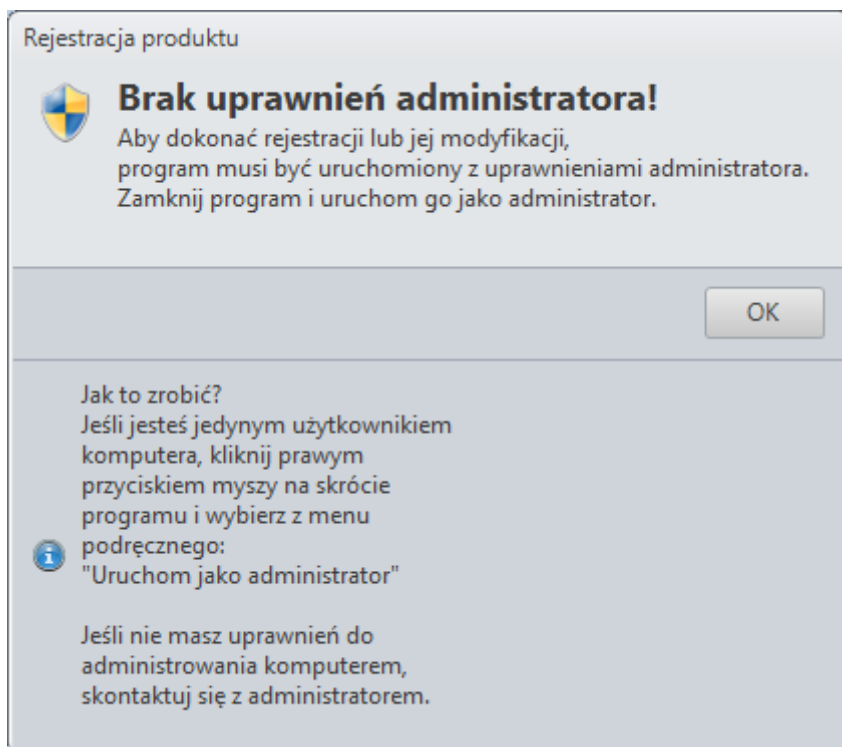 Rejestracja produktu
Brak uprawnień administratora!
Aby dokonać rejestracji lub jej modyfikacji,
program musi być uruchomiony z uprawnieniami administratora.
Zamknij program i uruchom go jako administrator.
OK
Jak to zrobić?
Jeśli jesteś jedynym użytkownikiem
komputera, kliknij prawym
przyciskiem myszy na skrócie
programu i wybierz z menu
podręcznego:
"Uruchom jako administrator"
Jeśli nie masz uprawnień do
administrowania komputerem,
skontaktuj się z administratorem.